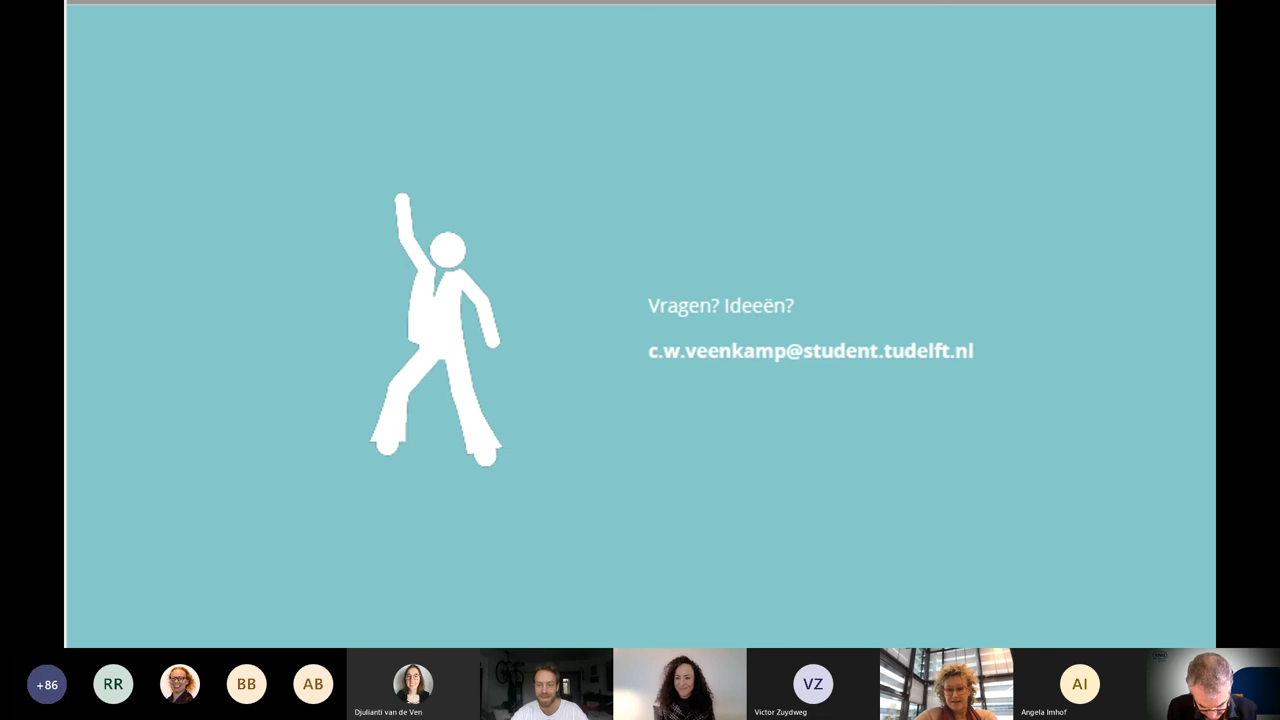 Vragen? Ideeën?
c.w.veenkamp@student.tudelft.nl
+86
RR
BB
AB
Djulianti van de Ven
VZ
Victor Zuydweg
AI
Angela Imhof